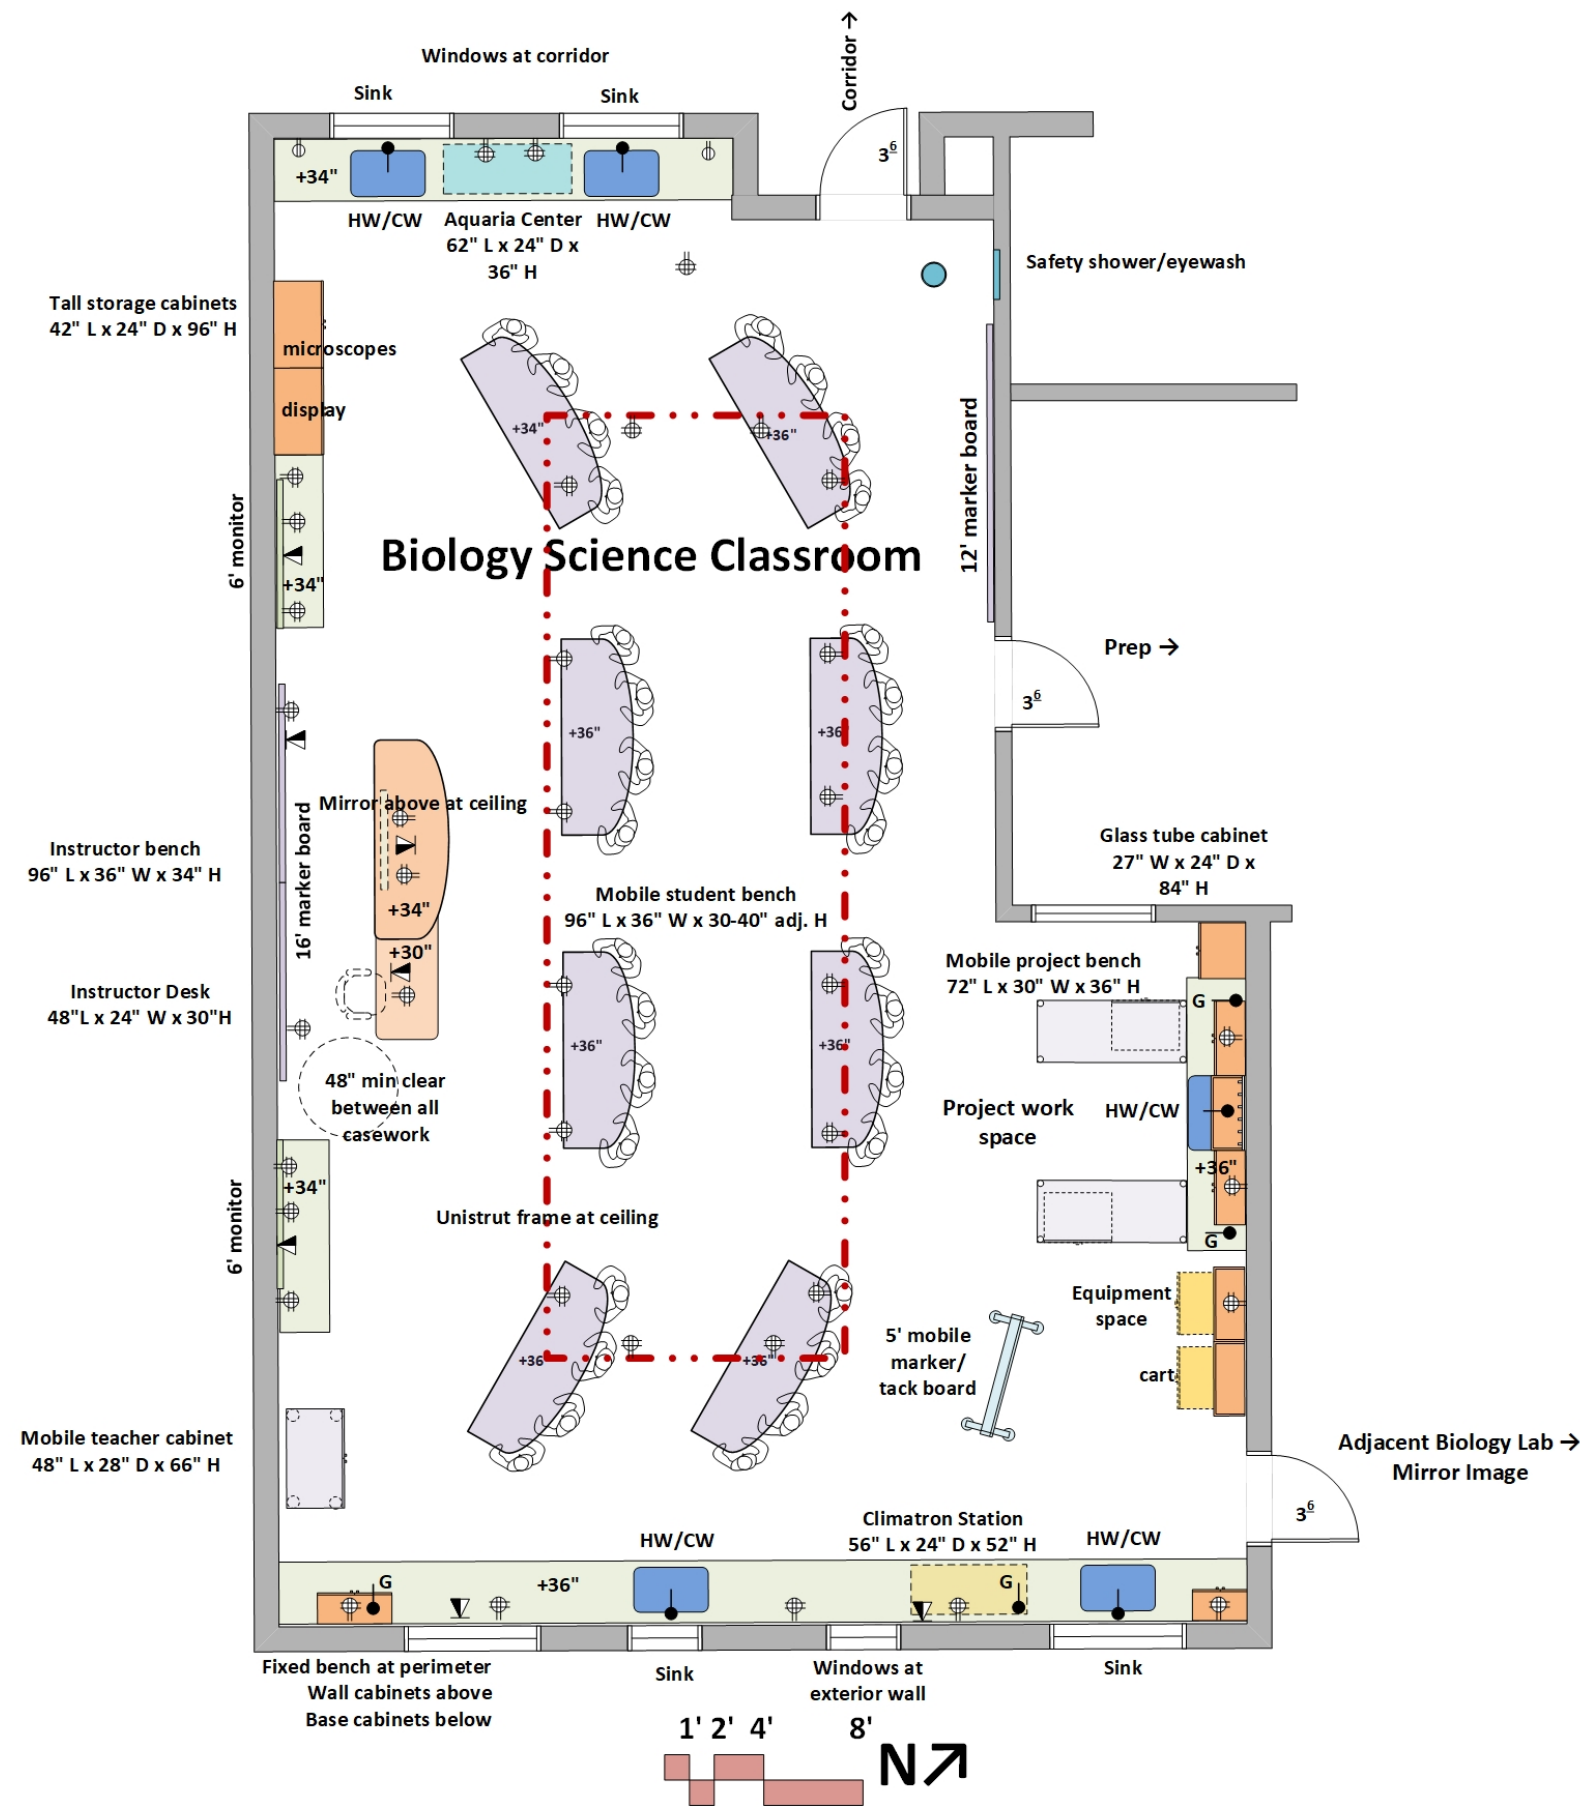 Corridor →
Windows at corridor
Sink
Sink
3 6
+34"
HW/CW
Aquaria Center
62" L x 24" D x
36" H
HW/CW
Safety shower/eyewash
Tall storage cabinets
42" L x 24" D x 96" H
microscopes
display
+34"
+36"
12' marker board
6' monitor
+34"
Biology Science Classroom
Prep →
3 6
+36"
+36"
Mirror above at ceiling
16' marker board
Instructor bench
96" L x 36" W x 34" H
+34"
+30"
Glass tube cabinet
27" W x 24" D x
84" H
Mobile student bench
96" L x 36" W x 30-40" adj. H
Mobile project bench
72" L x 30" W x 36" H
G
Instructor Desk
48"L x 24" W x 30"H
+36"
+36"
48" min clear
between all
casework
Project work
space
HW/CW
+36"
G
+34"
6' monitor
Unistrut frame at ceiling
Equipment
space
cart
5' mobile
marker/
tack board
+36"
+36"
Mobile teacher cabinet
48" L x 28" D x 66" H
Adjacent Biology Lab →
Mirror Image
3 6
HW/CW
Climatron Station
56" L x 24" D x 52" H
HW/CW
G
+36"
G
Fixed bench at perimeter
Wall cabinets above
Base cabinets below
Sink
Windows at
exterior wall
Sink
1' 2' 4' 8'
N